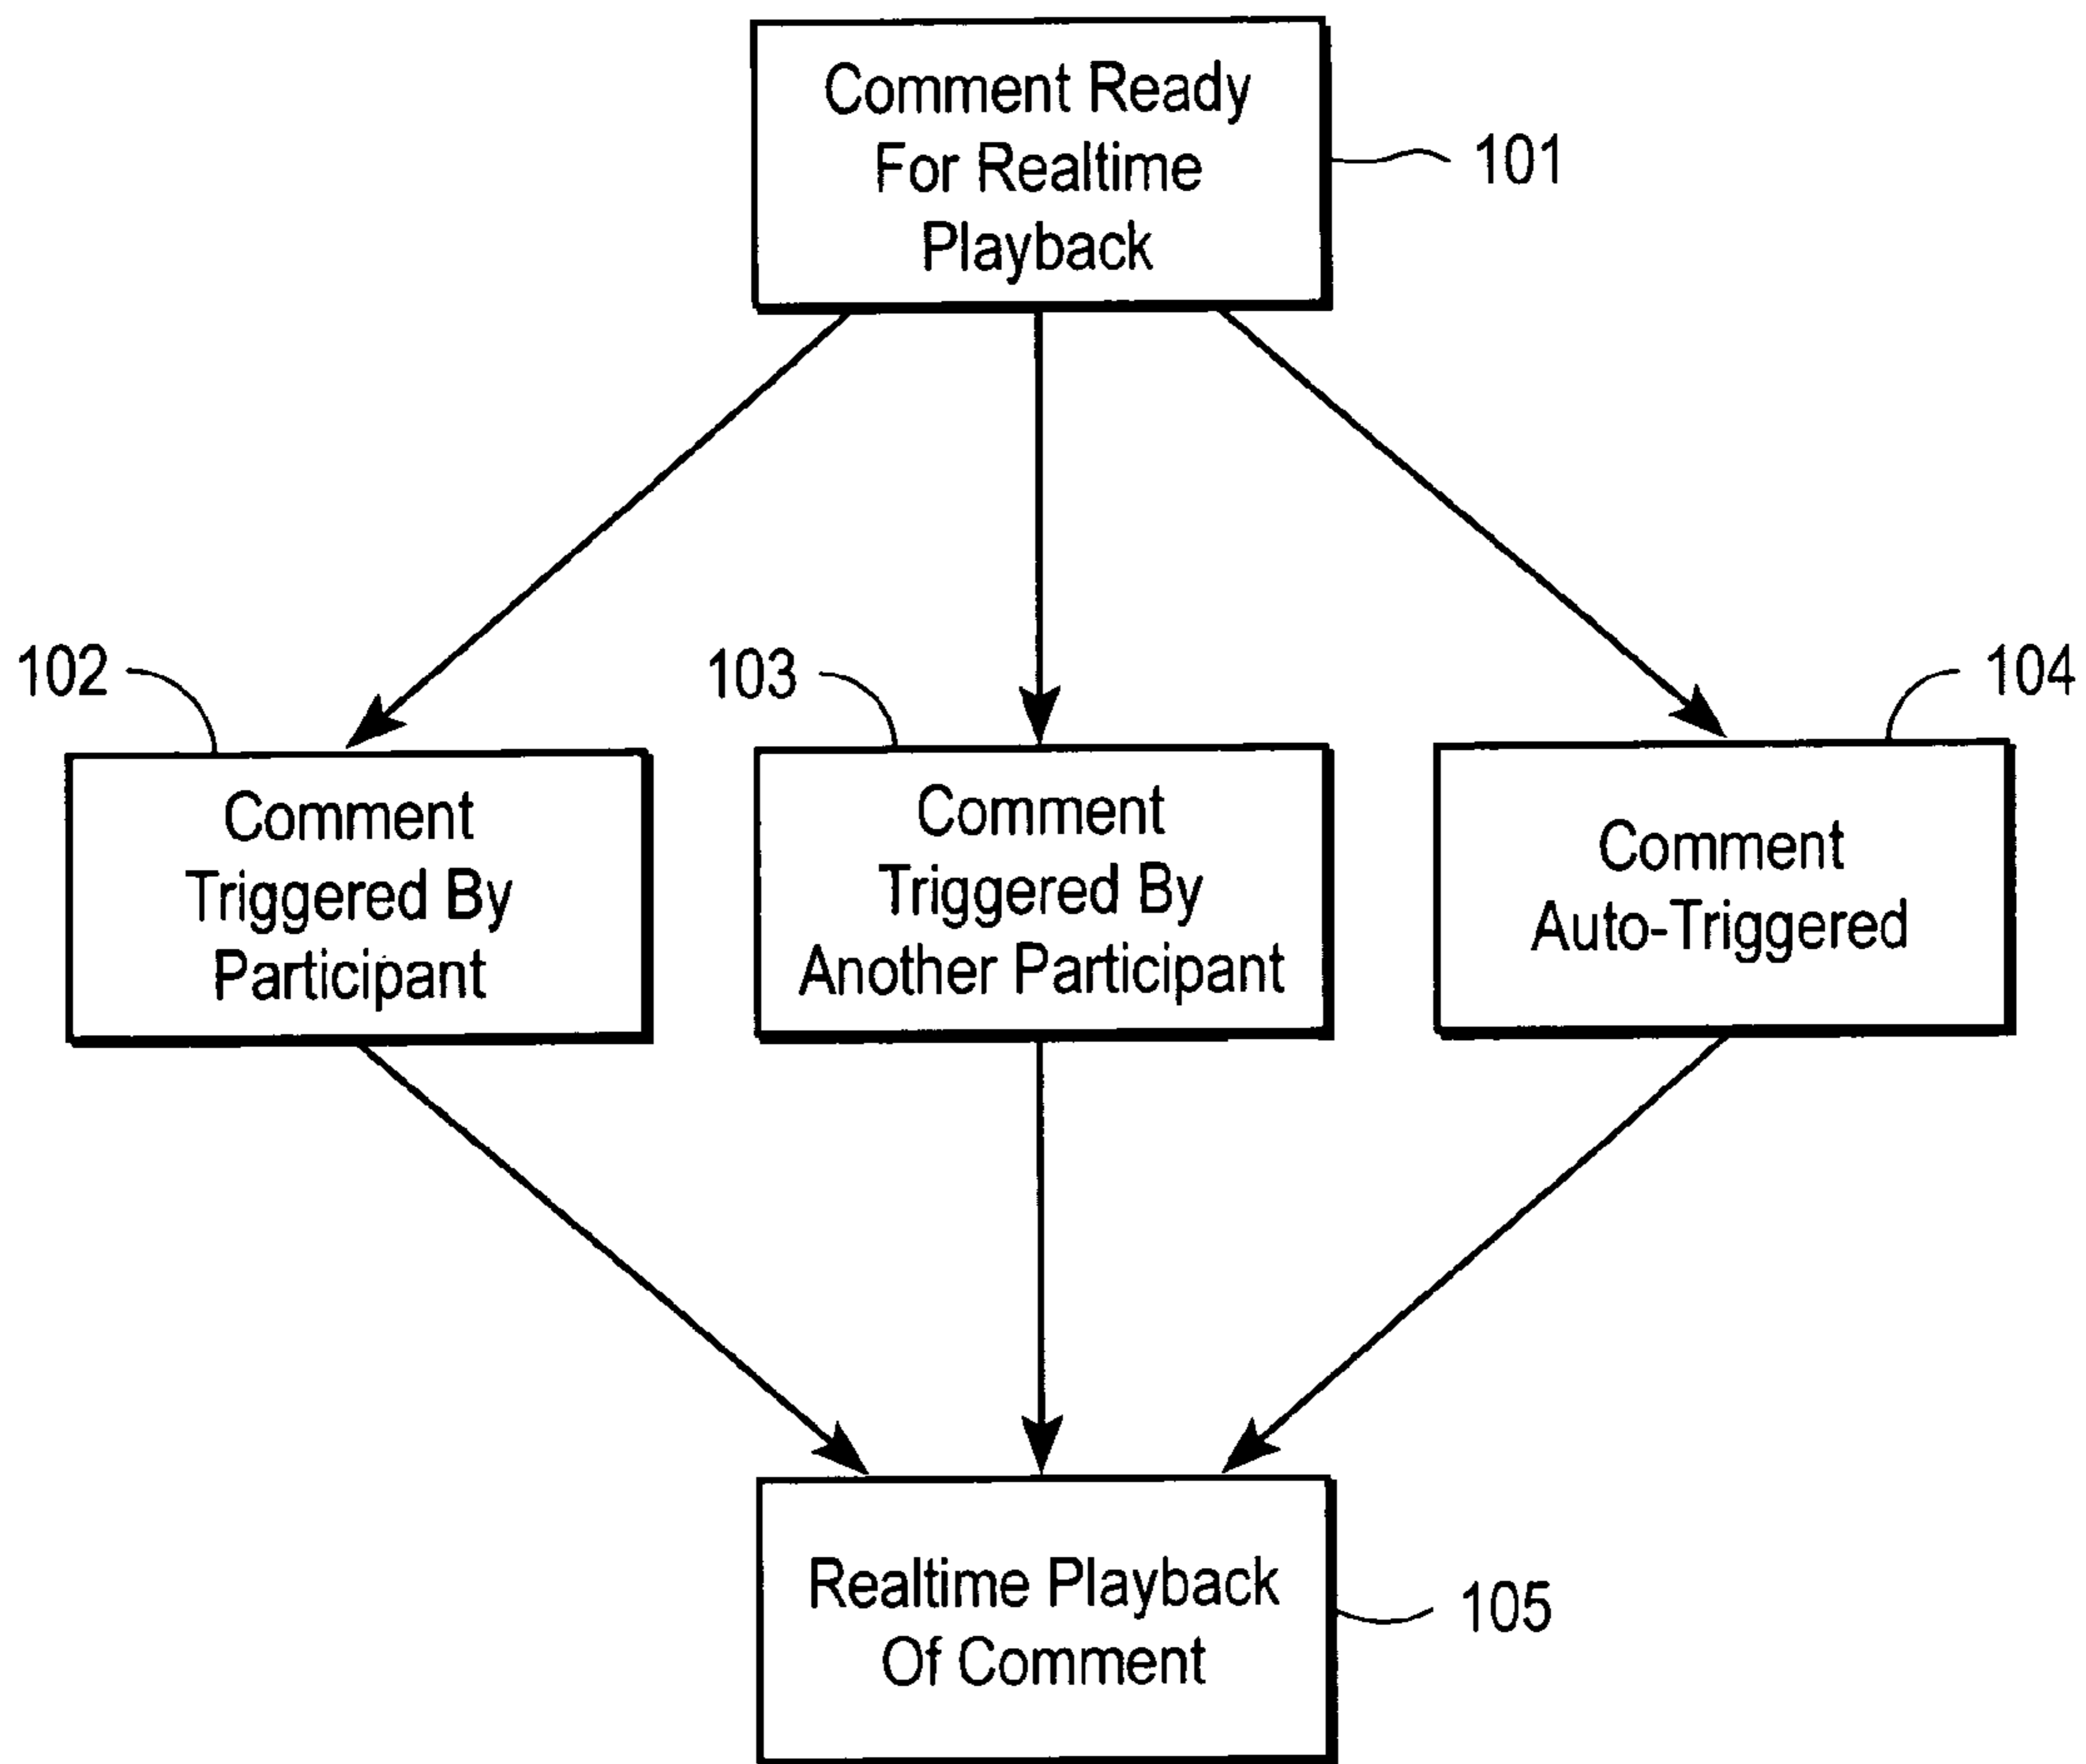 Comment Ready
For Realtime
Playback
101
102
103
104
Comment
Triggered By
Participant
Comment
Triggered By
Another Participant
Comment
Auto-Triggered
Realtime Playback
Of Comment
105